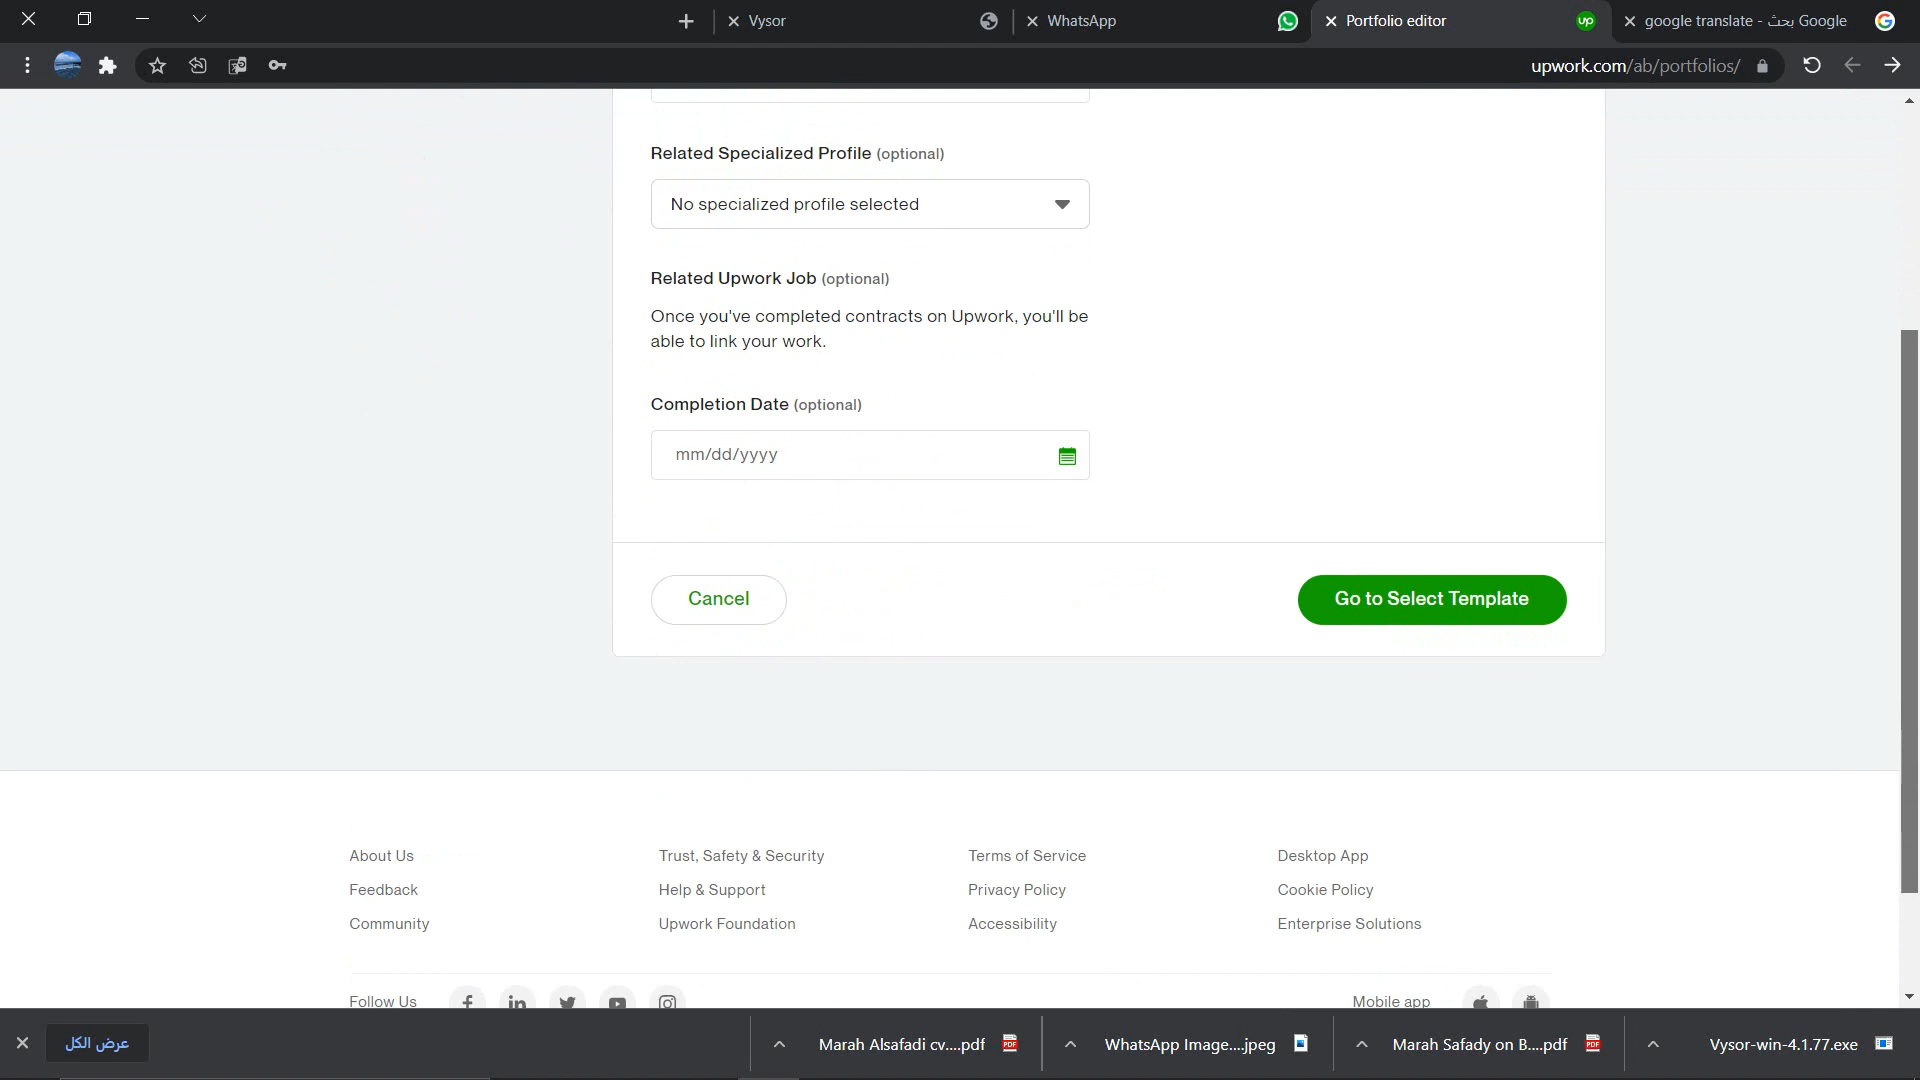 Vysor
WhatsApp
Portfolio editor
up
google translate - بحث Google
upwork.com/ab/portfolios/
Related Specialized Profile (optional)
No specialized profile selected
Related Upwork Job (optional)
Once you've completed contracts on Upwork, you'll be
able to link your work.
Completion Date (optional)
mm/dd/yyyy
Cancel
Go to Select Template
About Us
Trust, Safety & Security
Terms of Service
Desktop App
Feedback
Help & Support
Privacy Policy
Cookie Policy
Community
Upwork Foundation
Accessibility
Enterprise Solutions
Follow Us
Mobile app
عرض الكل
Marah Alsafadi cv....pdf
WhatsApp Image....jpeg
Marah Safady on B....pdf
Vysor-win-4.1.77.exe